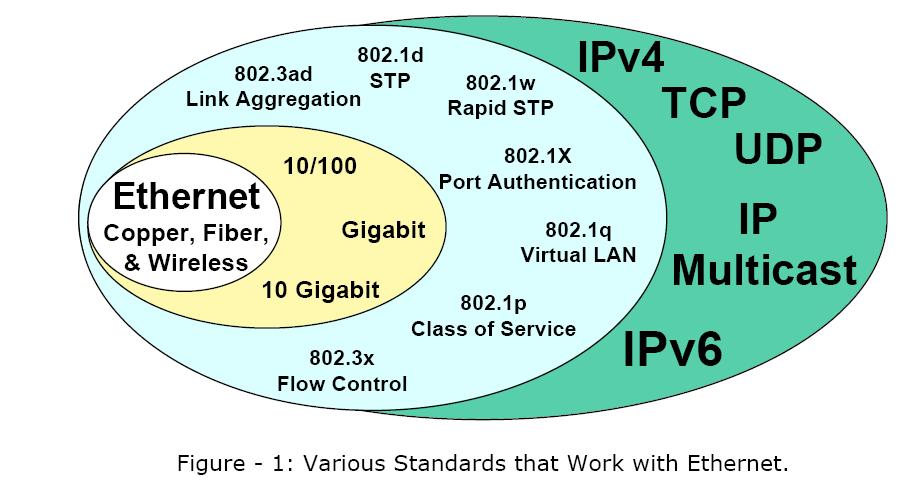 802.1d
STP
802.3ad
Link Aggregation
802.1w
Rapid STP
IPv4
TCP
UDP
IP
Multicast
IPv6
10/100
Gigabit
10 Gigabit
Ethernet
Copper, Fiber,
& Wireless
802.1X
Port Authentication
802.1q
Virtual LAN
802.1p
Class of Service
802.3x
Flow Control
Figure - 1: Various Standards that Work with Ethernet.